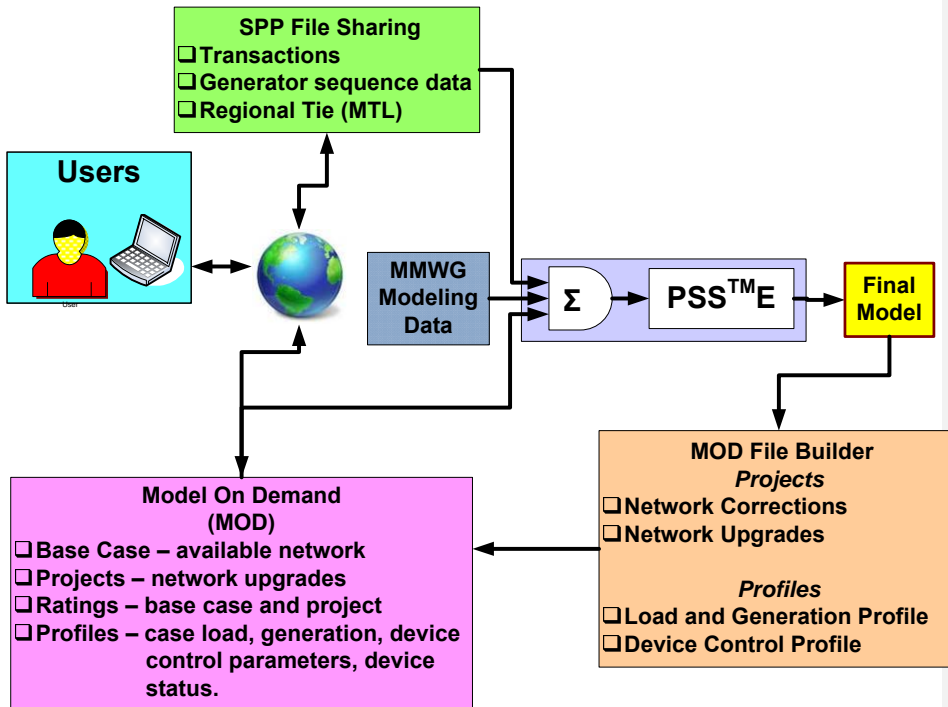 SPP File Sharing
❑Transactions
❑Generator sequence data
❑Regional Tie (MTL)
Users
User
MMWG
Modeling
Data
Σ
PSS™E
Final
Model
MOD File Builder
Projects
❑Network Corrections
❑Network Upgrades
Profiles
❑Load and Generation Profile
❑Device Control Profile
Model On Demand
(MOD)
❑Base Case – available network
❑Projects – network upgrades
❑Ratings – base case and project
❑Profiles – case load, generation, device
control parameters, device
status.